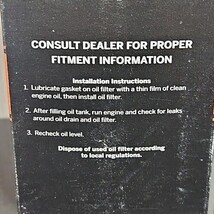 CONSULT DEALER FOR PROPER
FITMENT INFORMATION
Installation Instructions
1. Lubricate gasket on oil filter with a thin film of clean
engine oil, then install oil filter.
2. After filling oil tank, run engine and check for leaks
around oil drain and oil filter.
3. Recheck oil level.
Dispose of used oil filter according
to local regulations.